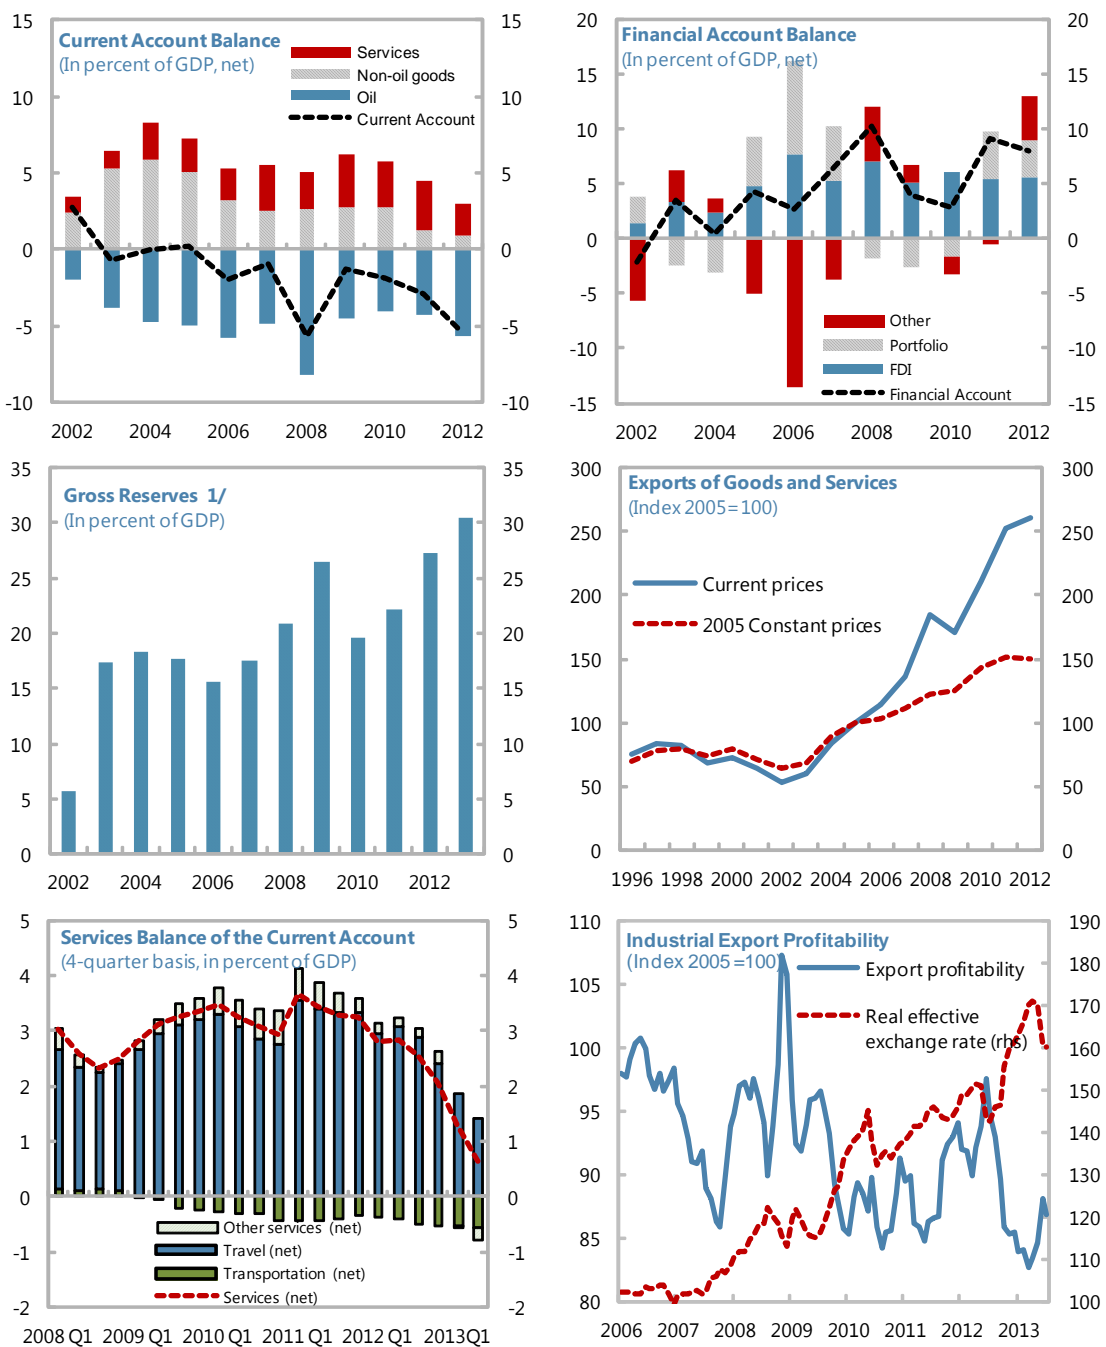 Current Account Balance
(In percent of GDP, net)
Services
Non-oil goods
Oil
Current Account
15
10
5
0
-5
-10
15
10
5
0
-5
-10
2002 2004 2006 2008 2010 2012
Financial Account Balance
(In percent of GDP, net)
20
15
10
5
0
-5
-10
-15
20
15
10
5
0
-5
-10
-15
Other
Portfolio
FDI
Financial Account
2002 2004 2006 2008 2010 2012
Gross Reserves 1/
(In percent of GDP)
35
30
25
20
15
10
5
0
35
30
25
20
15
10
5
0
2002 2004 2006 2008 2010 2012
Exports of Goods and Services
(Index 2005=100)
300
250
200
150
100
50
0
300
250
200
150
100
50
0
Current prices
2005 Constant prices
1996 1998 2000 2002 2004 2006 2008 2010 2012
Services Balance of the Current Account
(4-quarter basis, in percent of GDP)
5
4
3
2
1
0
-1
-2
5
4
3
2
1
0
-1
-2
Other services (net)
Travel (net)
Transportation (net)
Services (net)
2008 Q1 2009 Q1 2010 Q1 2011 Q1 2012 Q1 2013Q1
Industrial Export Profitability
(Index 2005=100)
110
105
100
95
90
85
80
190
180
170
160
150
140
130
120
110
100
Export profitability
Real effective
exchange rate (rhs)
2006 2007 2008 2009 2010 2011 2012 2013